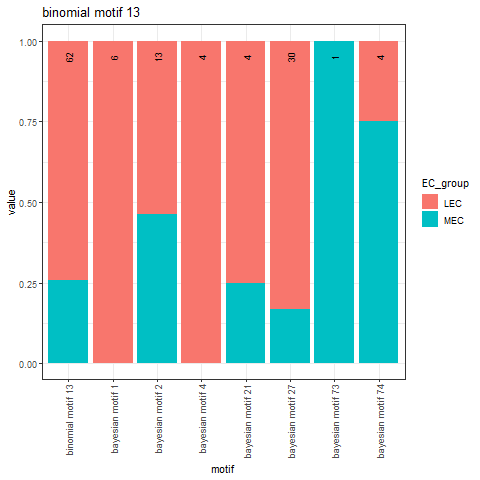 binomial motif 13
1.00
0.75
0.50
0.25
0.00
value
62
6
13
4
4
30
1
4
binomial motif 13
bayesian motif 1
bayesian motif 2
bayesian motif 4
bayesian motif 21
bayesian motif 27
bayesian motif 73
bayesian motif 74
motif
EC_group
LEC
MEC